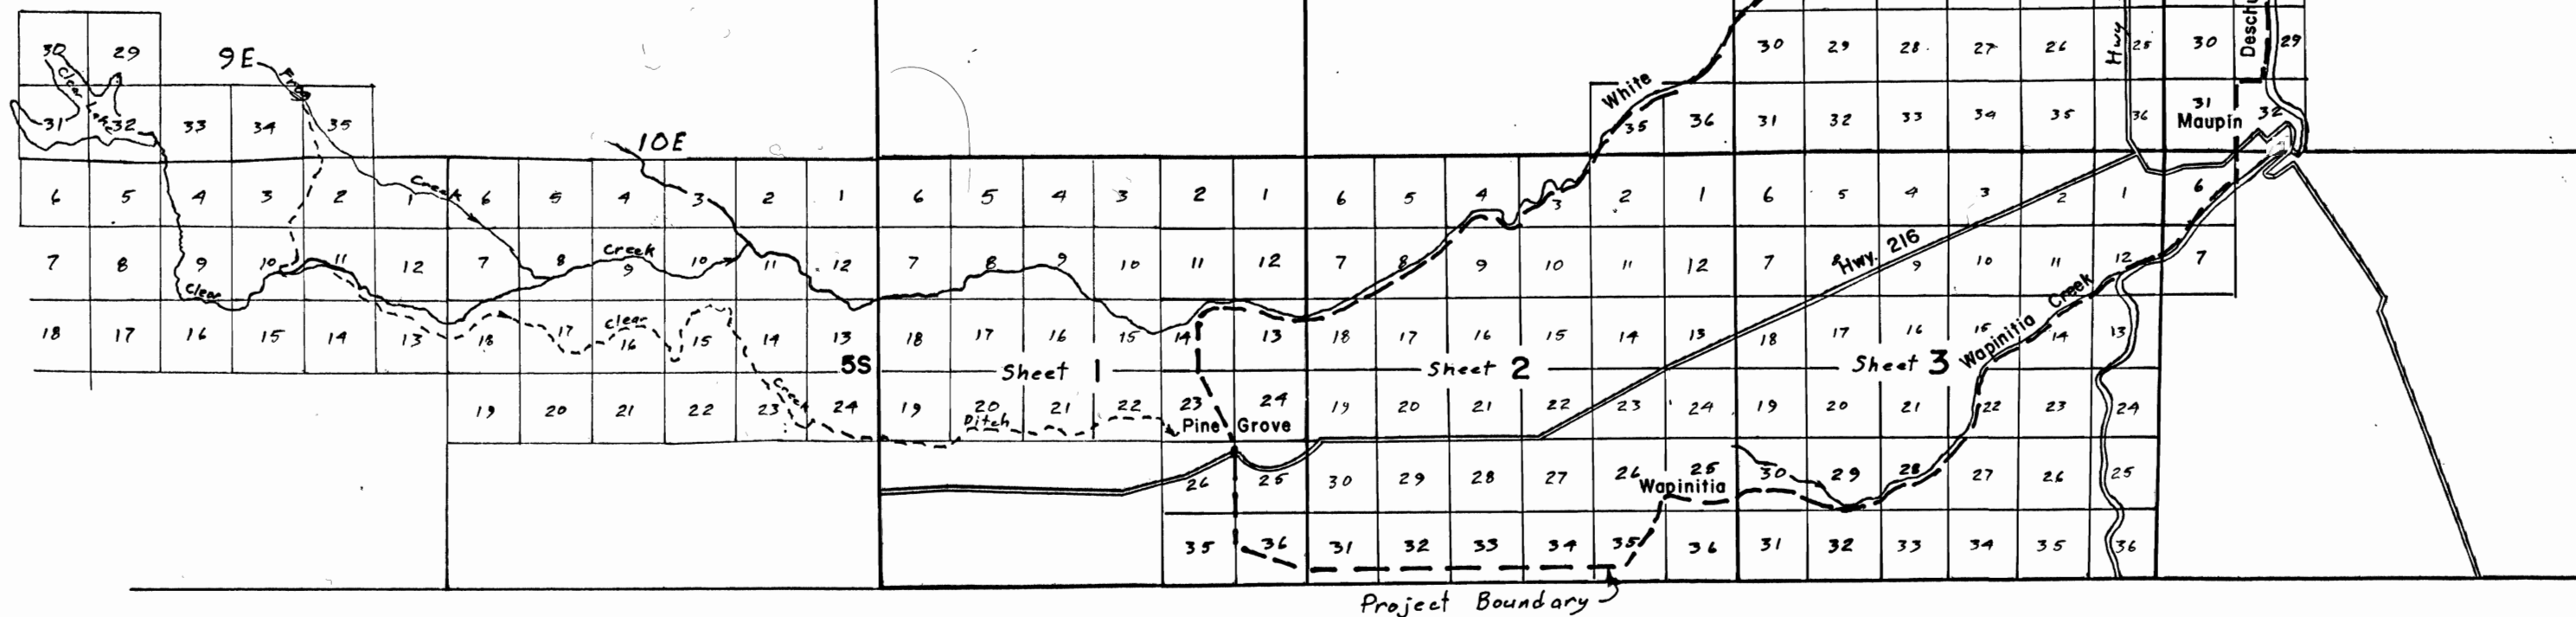 30 29 9E 30 29 28 27 26 Hwy 25 30 Deschu 29
Clear Lake Frog White
31 32 33 34 35 10E 35 36 31 32 33 34 35 36 31 Maupin 32
6 5 4 3 2 1 Creek 6 5 4 3 2 1 6 5 4 3 2 1 6 5 4 3 2 1 6 5 4 3 2 1 6
7 8 9 10 11 12 7 8 Creek 9 10 11 12 7 8 9 10 11 12 7 8 9 10 11 12 7 8 Hwy. 216 9 10 11 12 7
Clear Creek
18 17 16 15 14 13 18 17 Clear 16 15 14 13 18 17 16 15 14 13 18 17 16 15 14 13 18 17 16 15 14 13
5S Sheet 1 Sheet 2 Sheet 3 Wapinitia
19 20 21 22 23 Creek 24 19 20 21 22 23 24 19 20 21 22 23 24 19 20 21 22 23 24
Ditch Pine Grove
26 25 30 29 28 27 26 25 30 29 28 27 26 25
Wapinitia
35 36 31 32 33 34 35 36 31 32 33 34 35 36
Project Boundary